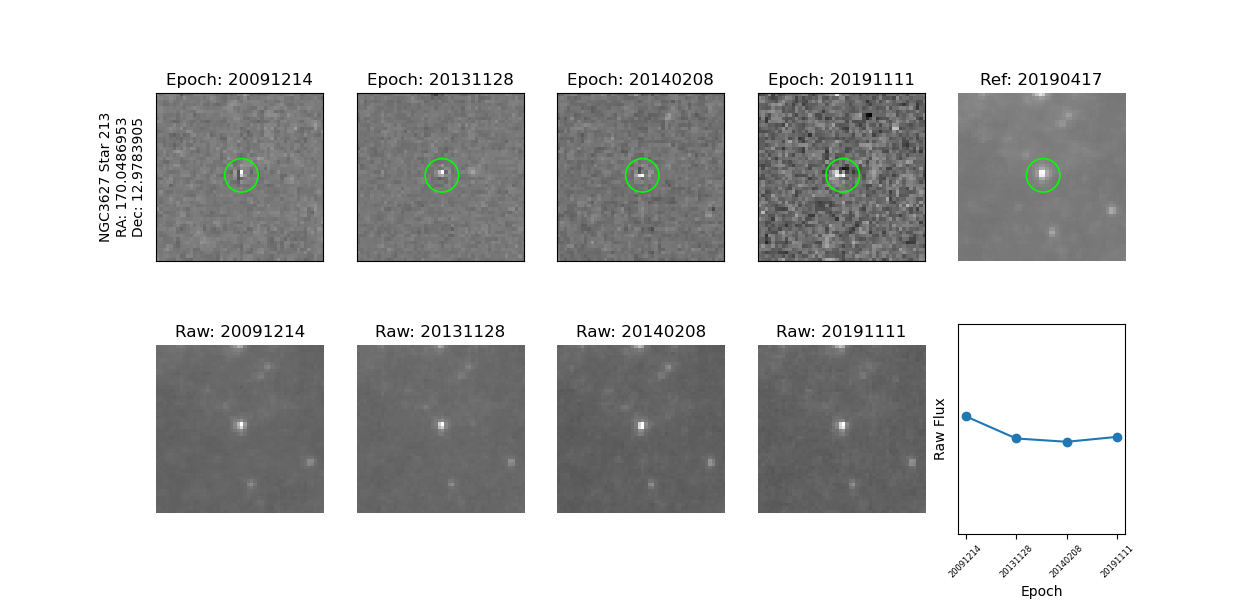 NGC3627 Star 213
RA: 170.0486953
Dec: 12.9783905
Epoch: 20091214
Epoch: 20131128
Epoch: 20140208
Epoch: 20191111
Ref: 20190417
Raw: 20091214
Raw: 20131128
Raw: 20140208
Raw: 20191111
Raw Flux
20091214
20131128
20140208
20191111
Epoch